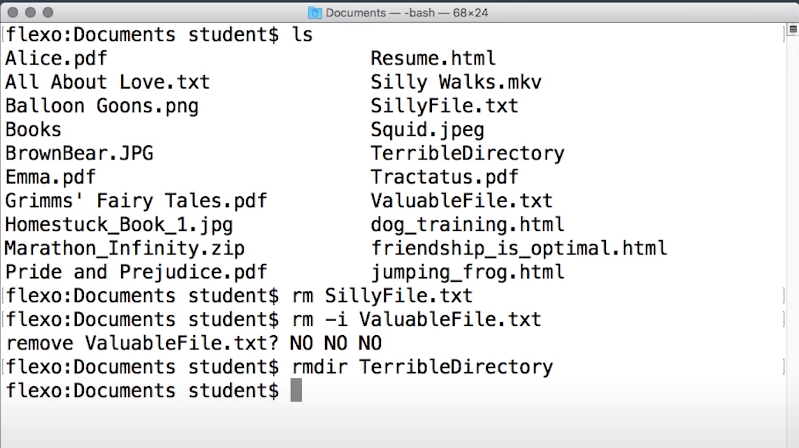 Documents — -bash — 68×24
flexo:Documents student$ ls
Alice.pdf Resume.html
All About Love.txt Silly Walks.mkv
Balloon Goons.png SillyFile.txt
Books Squid.jpeg
BrownBear.JPG TerribleDirectory
Emma.pdf Tractatus.pdf
Grimms' Fairy Tales.pdf ValuableFile.txt
Homestuck_Book_1.jpg dog_training.html
Marathon_Infinity.zip friendship_is_optimal.html
Pride and Prejudice.pdf jumping_frog.html
flexo:Documents student$ rm SillyFile.txt
flexo:Documents student$ rm -i ValuableFile.txt
remove ValuableFile.txt? NO NO NO
flexo:Documents student$ rmdir TerribleDirectory
flexo:Documents student$